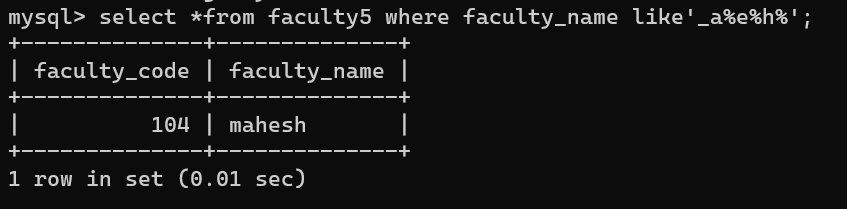 mysql> select *from faculty5 where faculty_name like'_a%e%h%';
+--------------+--------------+
| faculty_code | faculty_name |
+--------------+--------------+
|          104 | mahesh       |
+--------------+--------------+
1 row in set (0.01 sec)